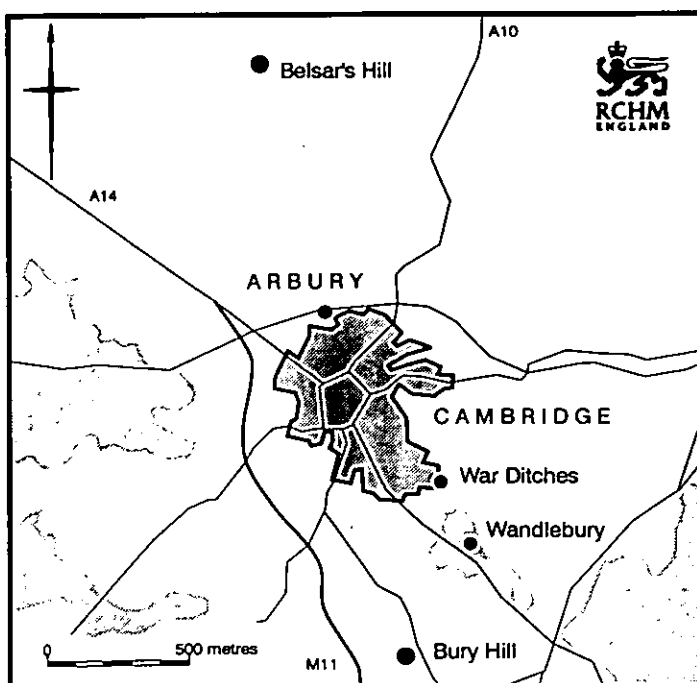 A10
Belsar's Hill
RCHM
ENGLAND
A14
ARBURY
CAMBRIDGE
War Ditches
Wandlebury
0 500 metres
M11
Bury Hill